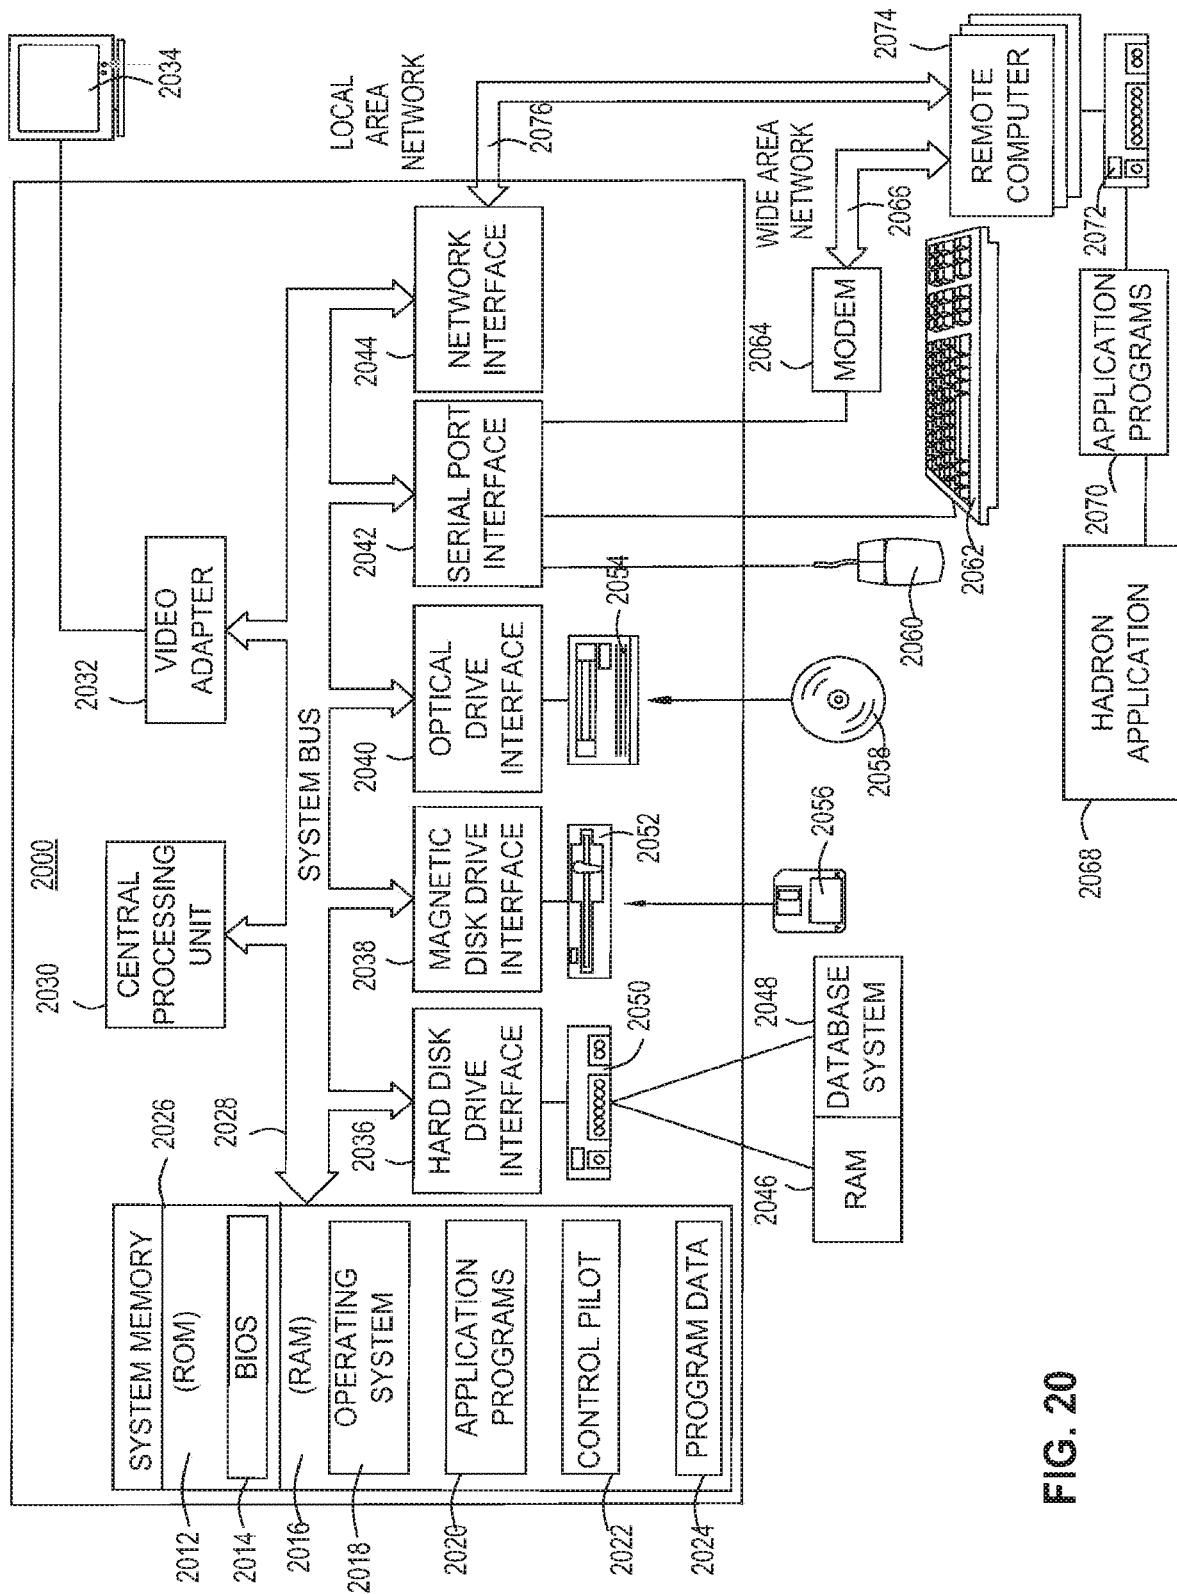 2000
2034
2032
VIDEO
ADAPTER
2030
CENTRAL
PROCESSING
UNIT
2026
2028
SYSTEM BUS
SYSTEM MEMORY
2012
(ROM)
2014
BIOS
2016
(RAM)
2018
OPERATING
SYSTEM
2020
APPLICATION
PROGRAMS
2022
CONTROL PILOT
2024
PROGRAM DATA
2036
HARD DISK
DRIVE
INTERFACE
2038
MAGNETIC
DISK DRIVE
INTERFACE
2040
OPTICAL
DRIVE
INTERFACE
2042
SERIAL PORT
INTERFACE
2044
NETWORK
INTERFACE
LOCAL
AREA
NETWORK
2076
2050
2052
2054
2046
RAM
2048
DATABASE
SYSTEM
2056
2058
2060
2062
2064
MODEM
WIDE AREA
NETWORK
2066
2074
REMOTE
COMPUTER
2072
2070
APPLICATION
PROGRAMS
2068
HADRON
APPLICATION
FIG. 20